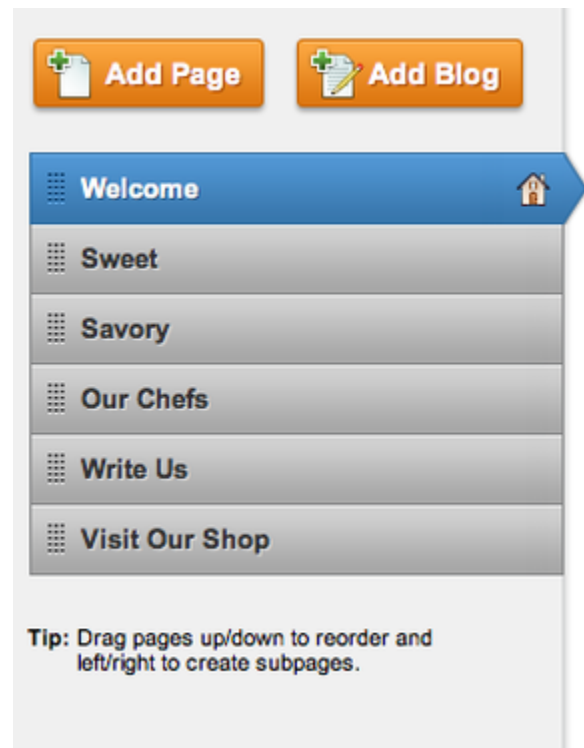 Add Page
Add Blog
Welcome
Sweet
Savory
Our Chefs
Write Us
Visit Our Shop
Tip: Drag pages up/down to reorder and
left/right to create subpages.